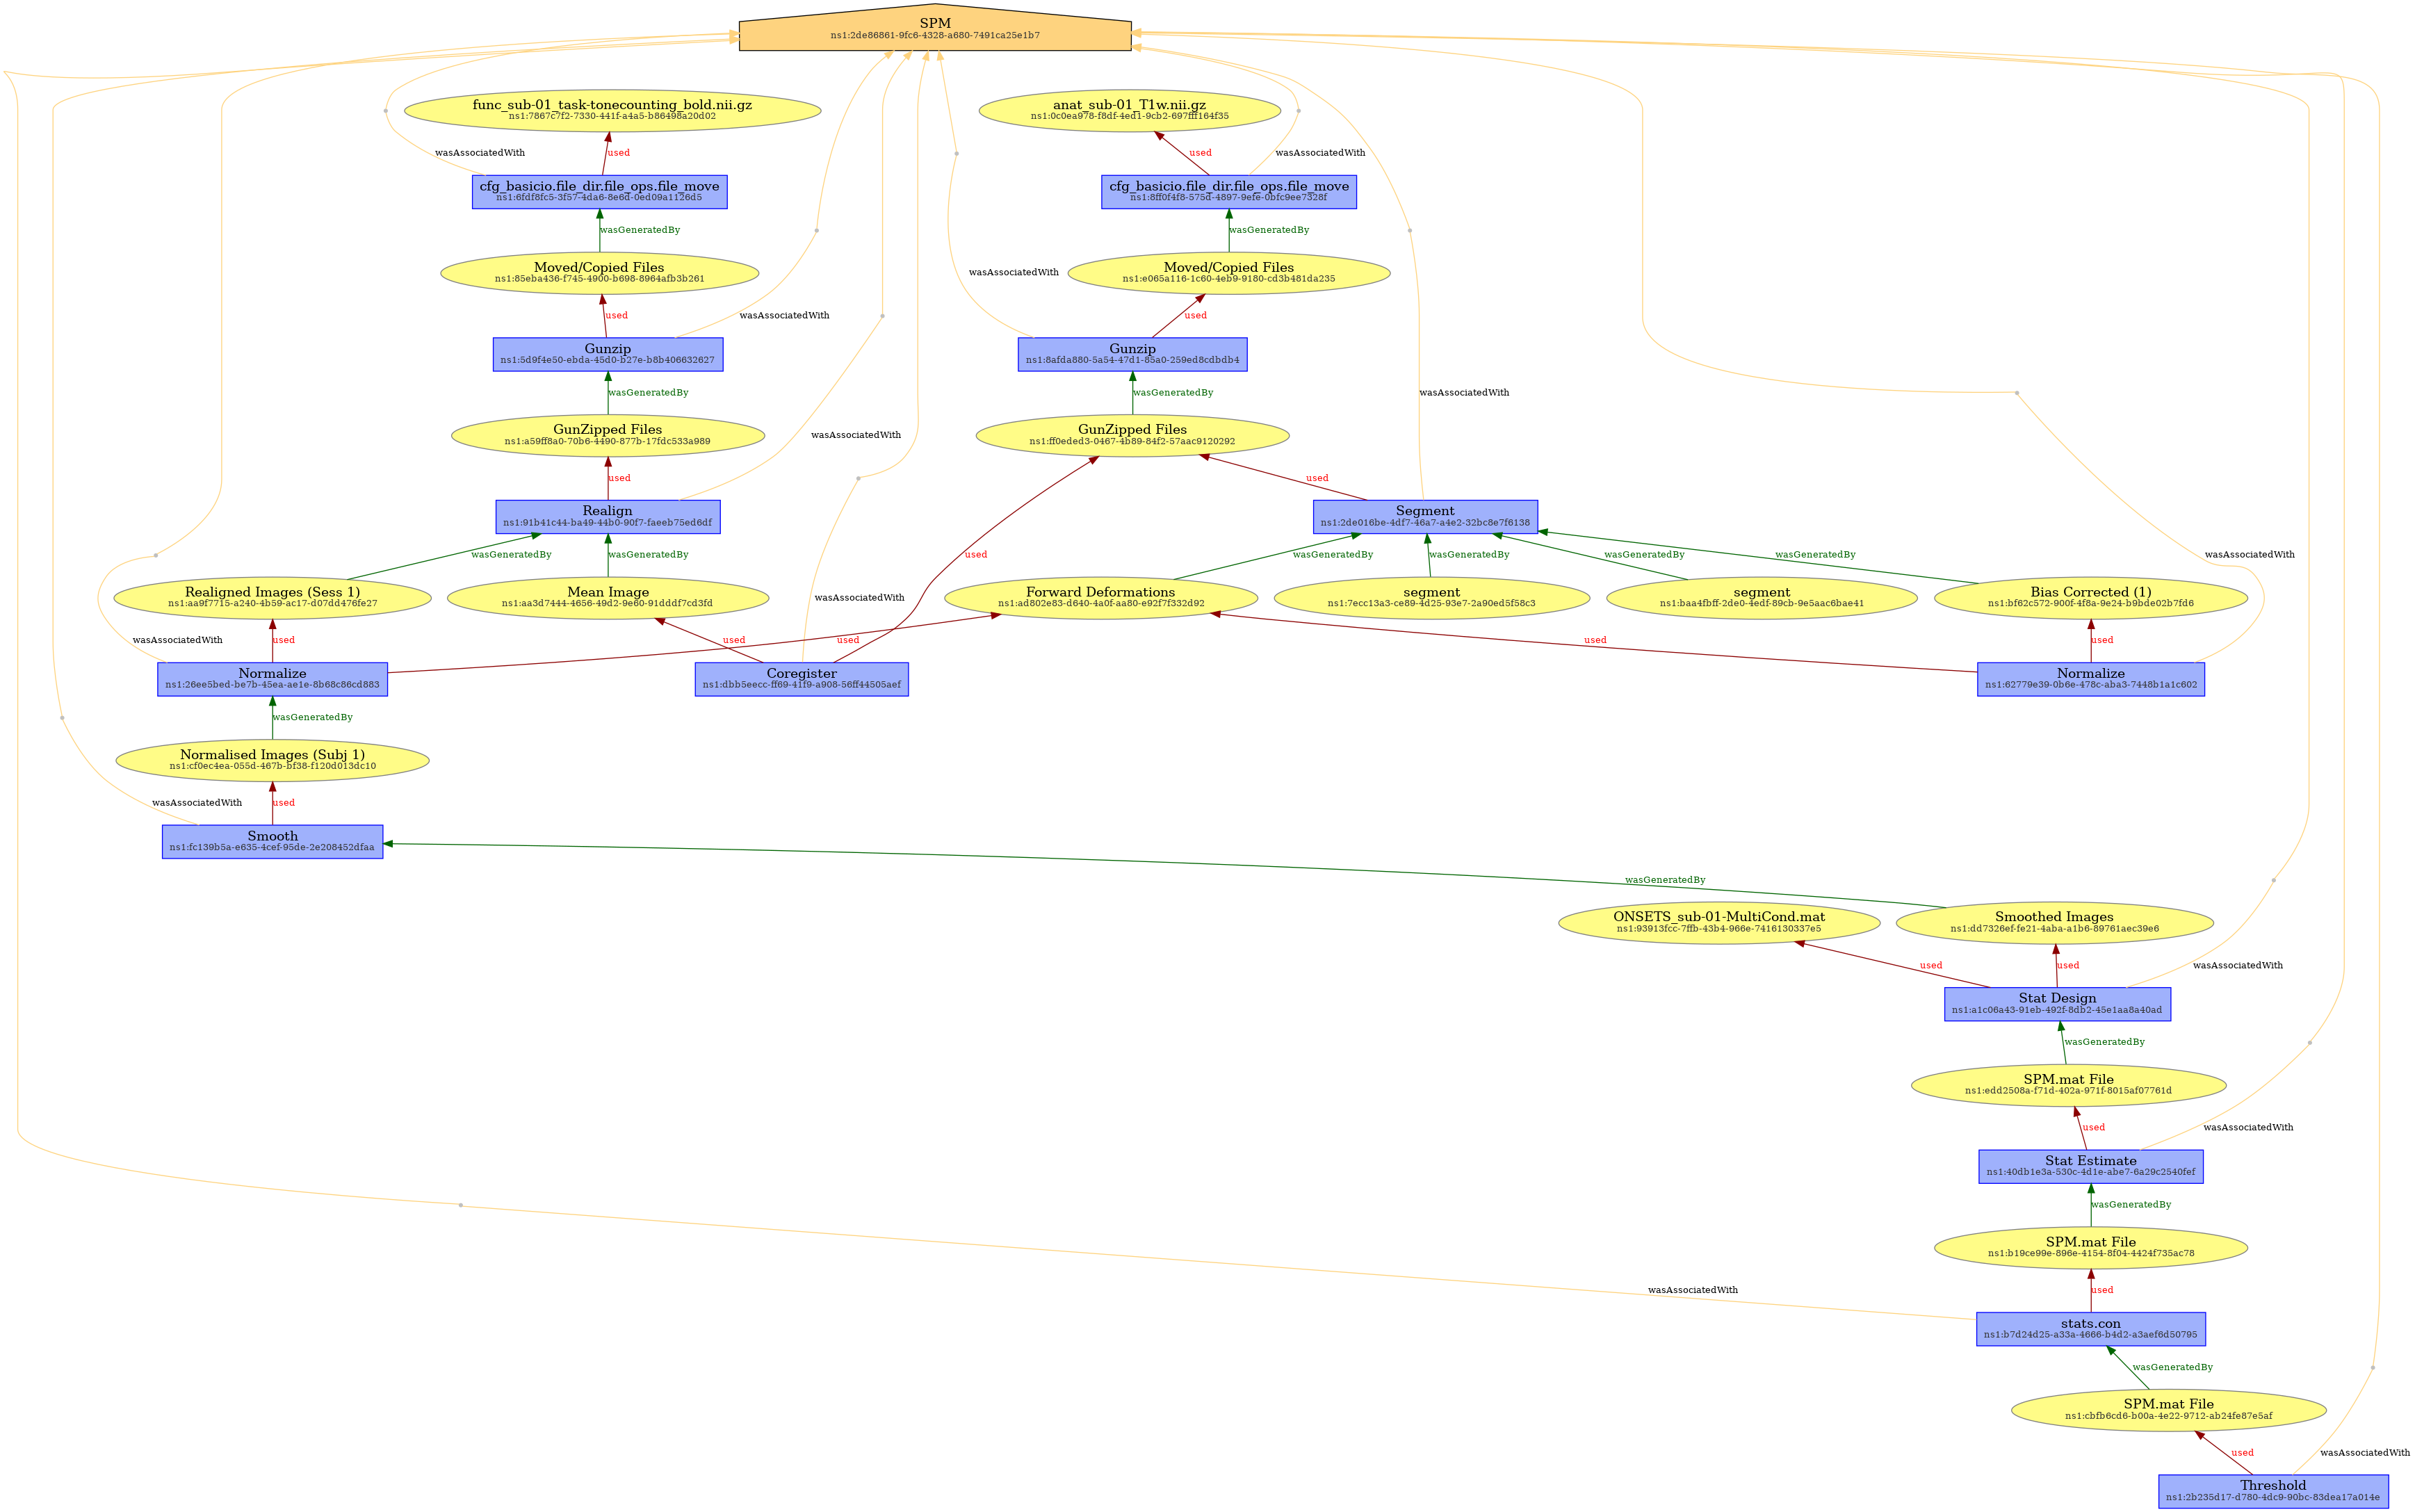 SPM
ns1:2de86861-9fc6-4328-a680-7491ca25e1b7
func_sub-01_task-tonecounting_bold.nii.gz
ns1:7867c7f2-7330-441f-a4a5-b86498a20d02
anat_sub-01_T1w.nii.gz
ns1:0c0ea978-f8df-4ed1-9cb2-697fff164f35
wasAssociatedWith
used
used
wasAssociatedWith
cfg_basicio.file_dir.file_ops.file_move
ns1:6fdf8fc5-3f57-4da6-8e6d-0ed09a1126d5
cfg_basicio.file_dir.file_ops.file_move
ns1:8ff0f4f8-575d-4897-9efe-0bfc9ee7328f
wasGeneratedBy
wasGeneratedBy
Moved/Copied Files
ns1:85eba436-f745-4900-b698-8964afb3b261
wasAssociatedWith
Moved/Copied Files
ns1:e065a116-1c60-4eb9-9180-cd3b481da235
used
wasAssociatedWith
used
Gunzip
ns1:5d9f4e50-ebda-45d0-b27e-b8b406632627
Gunzip
ns1:8afda880-5a54-47d1-85a0-259ed8cdbdb4
wasGeneratedBy
wasGeneratedBy
wasAssociatedWith
GunZipped Files
ns1:a59ff8a0-70b6-4490-877b-17fdc533a989
wasAssociatedWith
GunZipped Files
ns1:ff0eded3-0467-4b89-84f2-57aac9120292
used
used
Realign
ns1:91b41c44-ba49-44b0-90f7-faeeb75ed6df
Segment
ns1:2de016be-4df7-46a7-a4e2-32bc8e7f6138
wasGeneratedBy
wasGeneratedBy
used
wasGeneratedBy
wasGeneratedBy
wasGeneratedBy
wasGeneratedBy
wasAssociatedWith
Realigned Images (Sess 1)
ns1:aa9f7715-a240-4b59-ac17-d07dd476fe27
Mean Image
ns1:aa3d7444-4656-49d2-9e60-91dddf7cd3fd
wasAssociatedWith
Forward Deformations
ns1:ad802e83-d640-4a0f-aa80-e92f7f332d92
segment
ns1:7ecc13a3-ce89-4d25-93e7-2a90ed5f58c3
segment
ns1:baa4fbff-2de0-4edf-89cb-9e5aac6bae41
Bias Corrected (1)
ns1:bf62c572-900f-4f8a-9e24-b9bde02b7fd6
wasAssociatedWith
used
used
used
used
used
Normalize
ns1:26ee5bed-be7b-45ea-ae1e-8b68c86cd883
Coregister
ns1:dbb5eecc-ff69-41f9-a908-56ff44505aef
Normalize
ns1:62779e39-0b6e-478c-aba3-7448b1a1c602
wasGeneratedBy
Normalised Images (Subj 1)
ns1:cf0ec4ea-055d-467b-bf38-f120d013dc10
wasAssociatedWith
used
Smooth
ns1:fc139b5a-e635-4cef-95de-2e208452dfaa
wasGeneratedBy
ONSETS_sub-01-MultiCond.mat
ns1:93913fcc-7ffb-43b4-966e-7416130337e5
Smoothed Images
ns1:dd7326ef-fe21-4aba-a1b6-89761aec39e6
used
used
wasAssociatedWith
Stat Design
ns1:a1c06a43-91eb-492f-8db2-45e1aa8a40ad
wasGeneratedBy
SPM.mat File
ns1:edd2508a-f71d-402a-971f-8015af07761d
used
wasAssociatedWith
Stat Estimate
ns1:40db1e3a-530c-4d1e-abe7-6a29c2540fef
wasGeneratedBy
SPM.mat File
ns1:b19ce99e-896e-4154-8f04-4424f735ac78
wasAssociatedWith
used
stats.con
ns1:b7d24d25-a33a-4666-b4d2-a3aef6d50795
wasGeneratedBy
SPM.mat File
ns1:cbfb6cd6-b00a-4e22-9712-ab24fe87e5af
used
wasAssociatedWith
Threshold
ns1:2b235d17-d780-4dc9-90bc-83dea17a014e